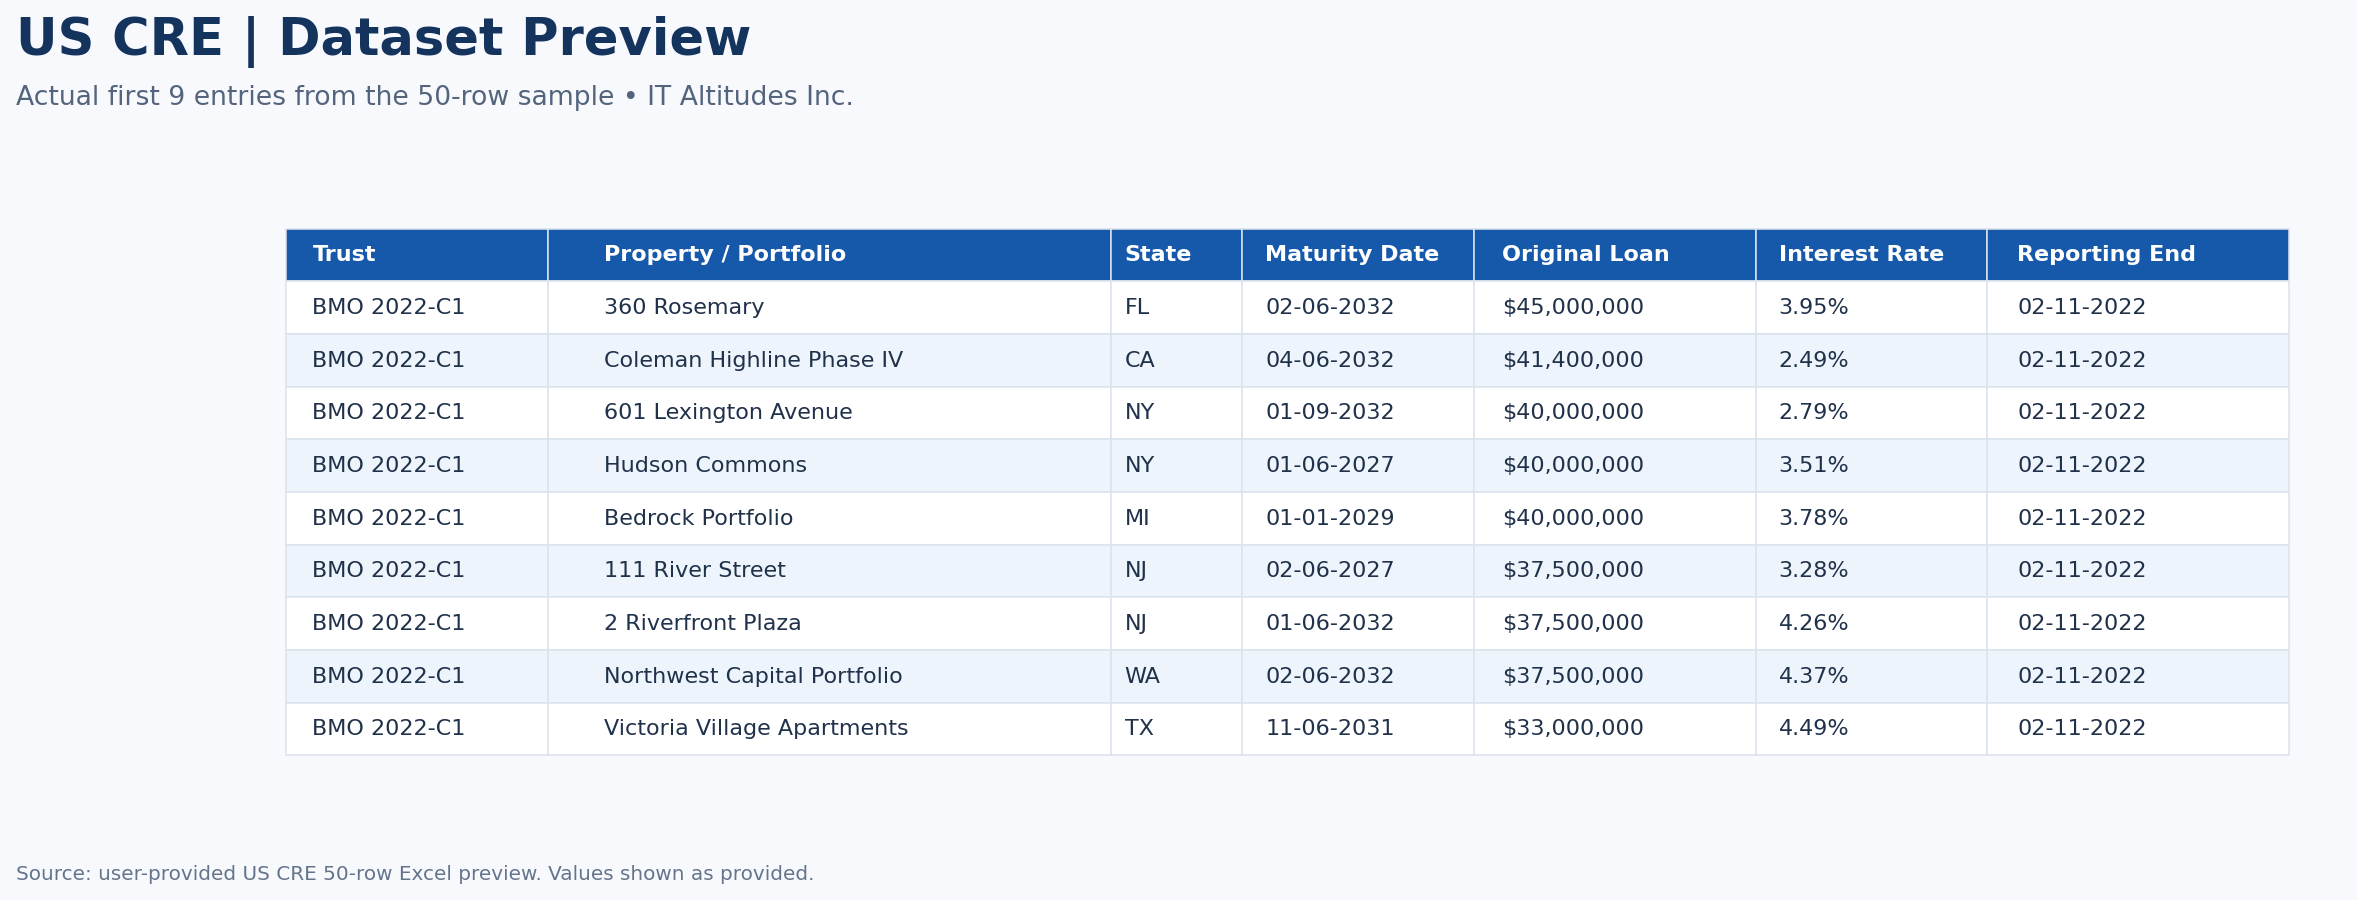 US CRE | Dataset Preview
Actual first 9 entries from the 50-row sample • IT Altitudes Inc.
Trust Property / Portfolio State Maturity Date Original Loan Interest Rate Reporting End
BMO 2022-C1 360 Rosemary FL 02-06-2032 $45,000,000 3.95% 02-11-2022
BMO 2022-C1 Coleman Highline Phase IV CA 04-06-2032 $41,400,000 2.49% 02-11-2022
BMO 2022-C1 601 Lexington Avenue NY 01-09-2032 $40,000,000 2.79% 02-11-2022
BMO 2022-C1 Hudson Commons NY 01-06-2027 $40,000,000 3.51% 02-11-2022
BMO 2022-C1 Bedrock Portfolio MI 01-01-2029 $40,000,000 3.78% 02-11-2022
BMO 2022-C1 111 River Street NJ 02-06-2027 $37,500,000 3.28% 02-11-2022
BMO 2022-C1 2 Riverfront Plaza NJ 01-06-2032 $37,500,000 4.26% 02-11-2022
BMO 2022-C1 Northwest Capital Portfolio WA 02-06-2032 $37,500,000 4.37% 02-11-2022
BMO 2022-C1 Victoria Village Apartments TX 11-06-2031 $33,000,000 4.49% 02-11-2022
Source: user-provided US CRE 50-row Excel preview. Values shown as provided.